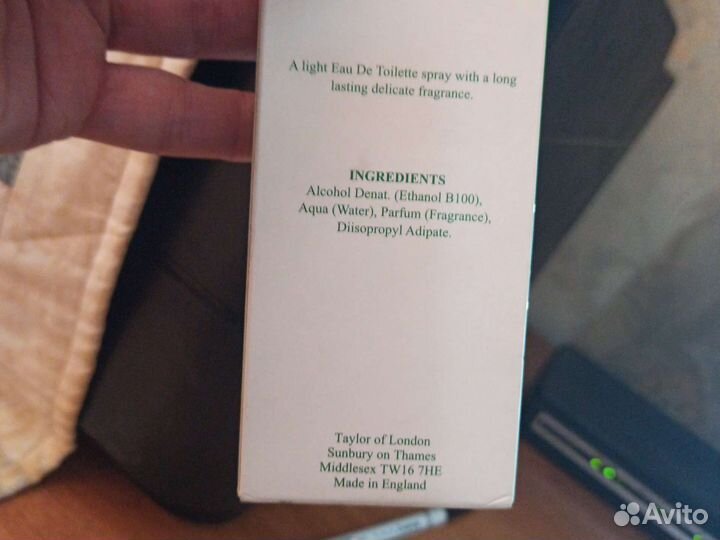 A light Eau De Toilette spray with a long
lasting delicate fragrance.
INGREDIENTS
Alcohol Denat. (Ethanol B100),
Aqua (Water), Parfum (Fragrance),
Diisopropyl Adipate.
Taylor of London
Sunbury on Thames
Middlesex TW16 7HE
Made in England
Avito